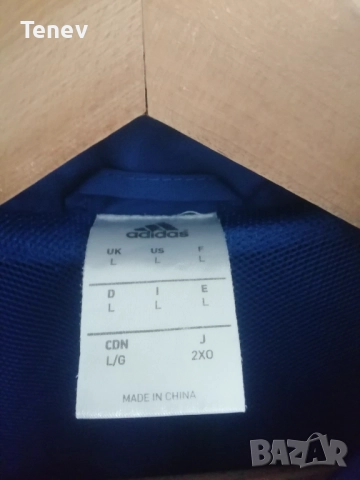 Tenev
adidas
UK US F
L L L
D I E
L L L
CDN J
L/G 2XO
MADE IN CHINA
BAZAR